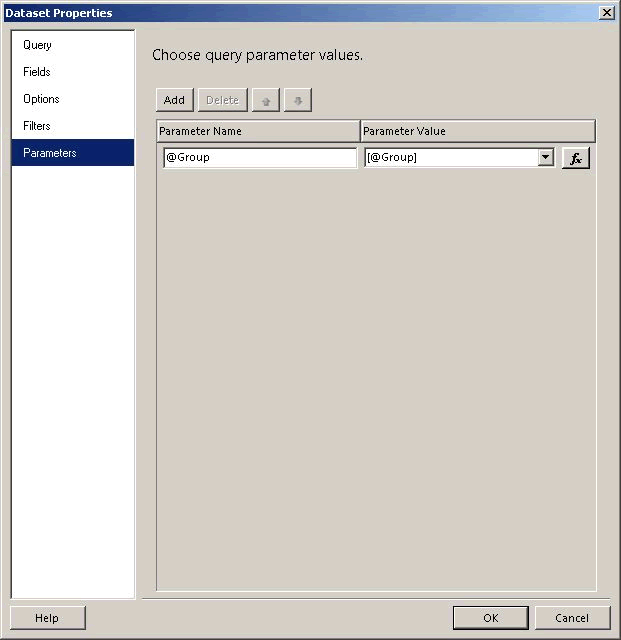 Dataset Properties
Query
Fields
Options
Filters
Parameters
Choose query parameter values.
Add Delete
Parameter Name Parameter Value
@Group [@Group] fx
Help OK Cancel